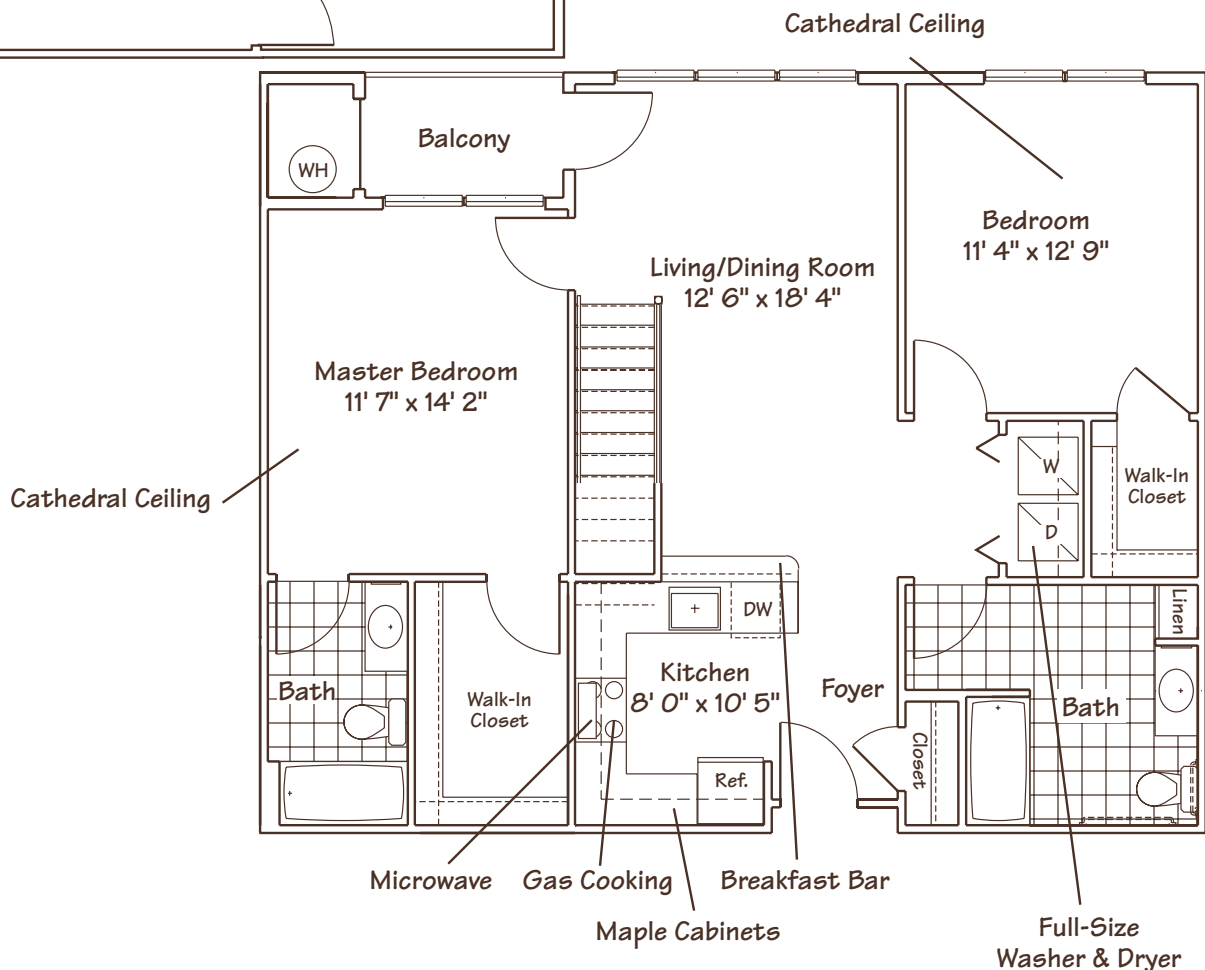 Cathedral Ceiling
Balcony
WH
Bedroom
11' 4" x 12' 9"
Living/Dining Room
12' 6" x 18' 4"
Master Bedroom
11' 7" x 14' 2"
Cathedral Ceiling
W
D
Walk-In
Closet
DW
Linen
Kitchen
8' 0" x 10' 5"
Foyer
Bath
Walk-In
Closet
Bath
Closet
Ref.
Microwave
Gas Cooking
Breakfast Bar
Maple Cabinets
Full-Size
Washer & Dryer